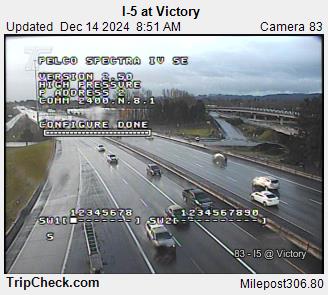 I-5 at Victory
Updated Dec 14 2024 8:51 AM Camera 83
PELCO SPECTRA IV SE
VERSION 2.50
HIGH PRESSURE
P ADDRESS 2
COMM 2400,N,8,1
CONFIGURE DONE
12345678 1234567890
SW1 SW2
S
83 - I5 @ Victory
TripCheck.com Milepost306.80